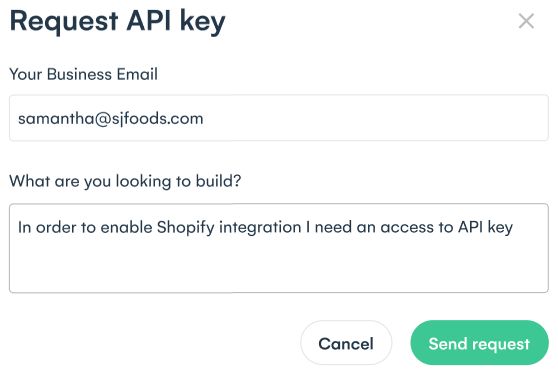 Request API key
Your Business Email
samantha@sjfoods.com
What are you looking to build?
In order to enable Shopify integration I need an access to API key
Cancel
Send request